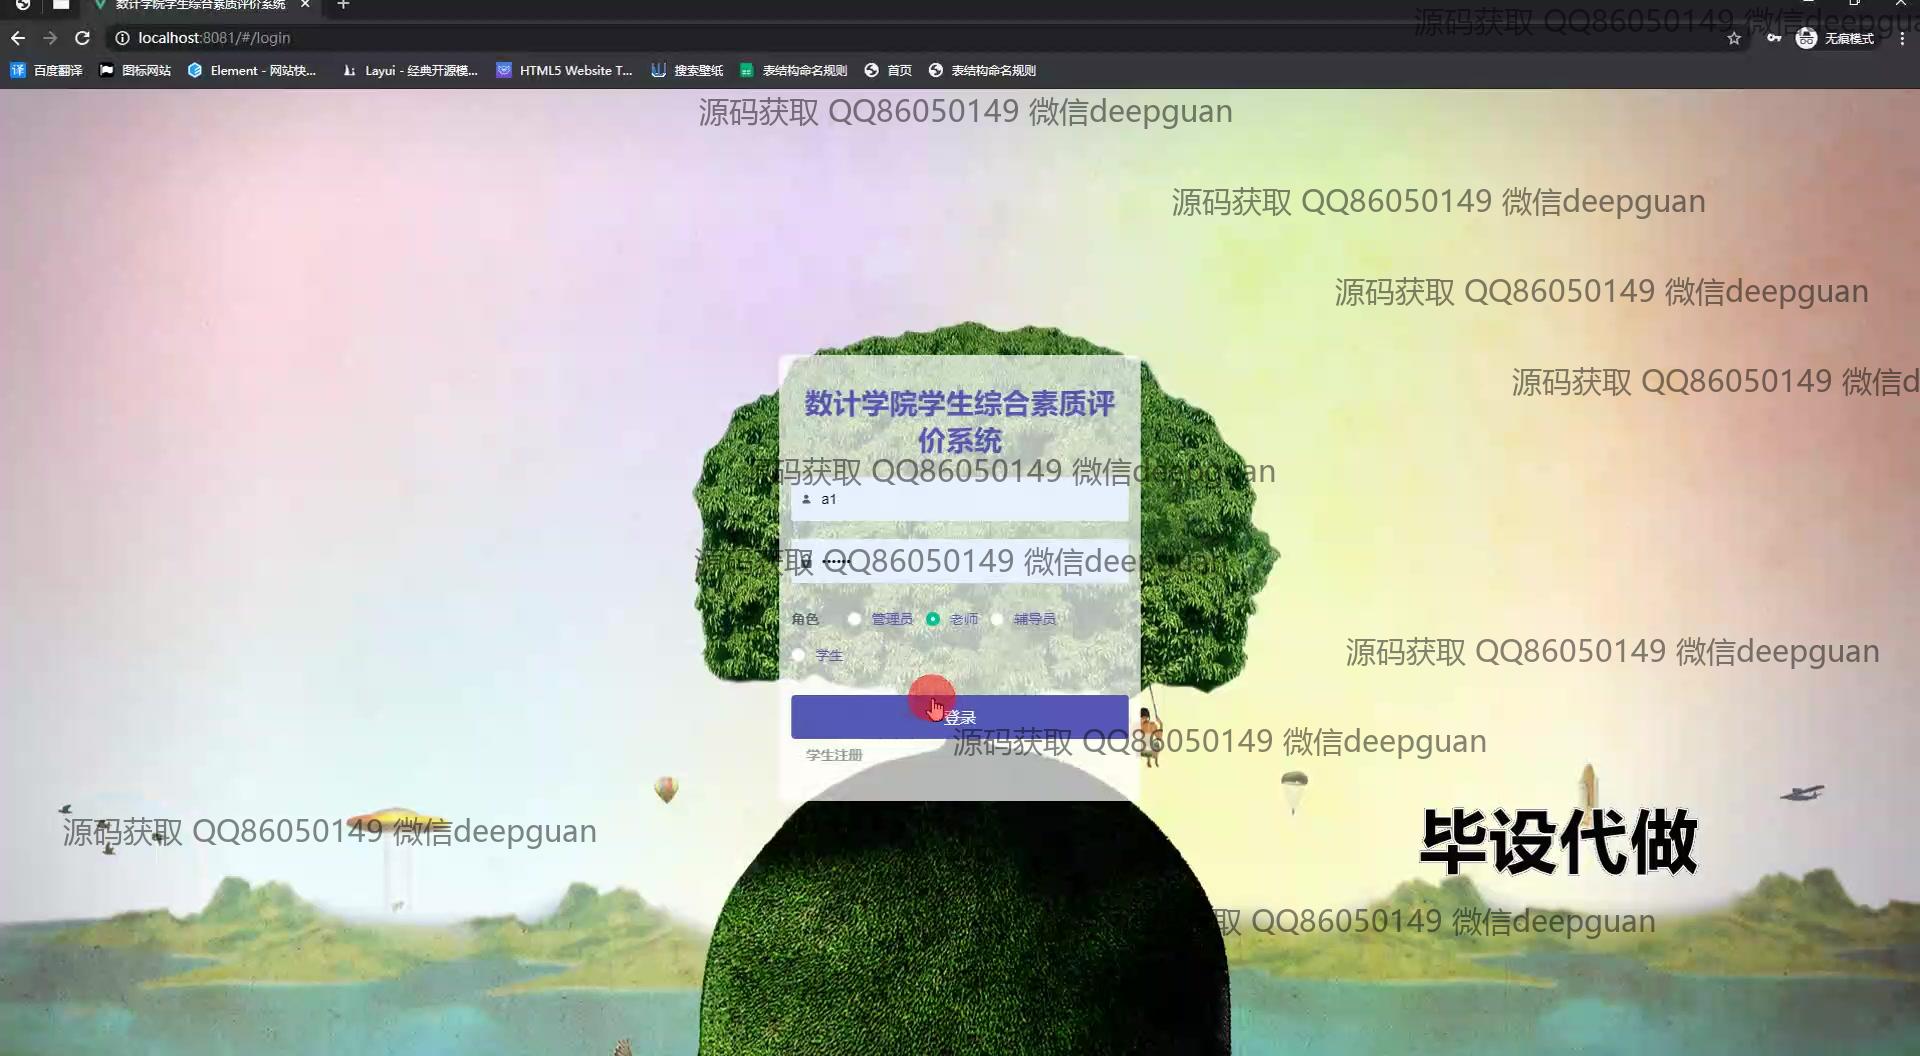 数计学院学生综合素质评价系统
localhost:8081/#/login
无痕模式
百度翻译
图标网站
Element - 网站快...
Layui - 经典开源模...
HTML5 Website T...
搜索壁纸
表结构命名规则
首页
表结构命名规则
源码获取 QQ86050149 微信deepgua
源码获取 QQ86050149 微信deepguan
源码获取 QQ86050149 微信deepguan
源码获取 QQ86050149 微信deepguan
源码获取 QQ86050149 微信d
数计学院学生综合素质评
价系统
源码获取 QQ86050149 微信deepguan
a1
••••••
源码获取 QQ86050149 微信deepguan
角色 管理员 老师 辅导员
学生
源码获取 QQ86050149 微信deepguan
登录
源码获取 QQ86050149 微信deepguan
学生注册
源码获取 QQ86050149 微信deepguan
毕设代做
取 QQ86050149 微信deepguan